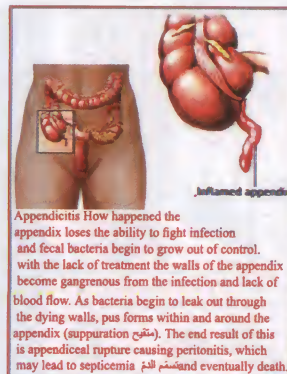 Inflamed appendix
Appendicitis How happened the
appendix loses the ability to fight infection
and fecal bacteria begin to grow out of control.
with the lack of treatment the walls of the appendix
become gangrenous from the infection and lack of
blood flow. As bacteria begin to leak out through
the dying walls, pus forms within and around the
appendix (suppuration متقيح). The end result of this
is appendiceal rupture causing peritonitis, which
may lead to septicemia تسمم الدم and eventually death.